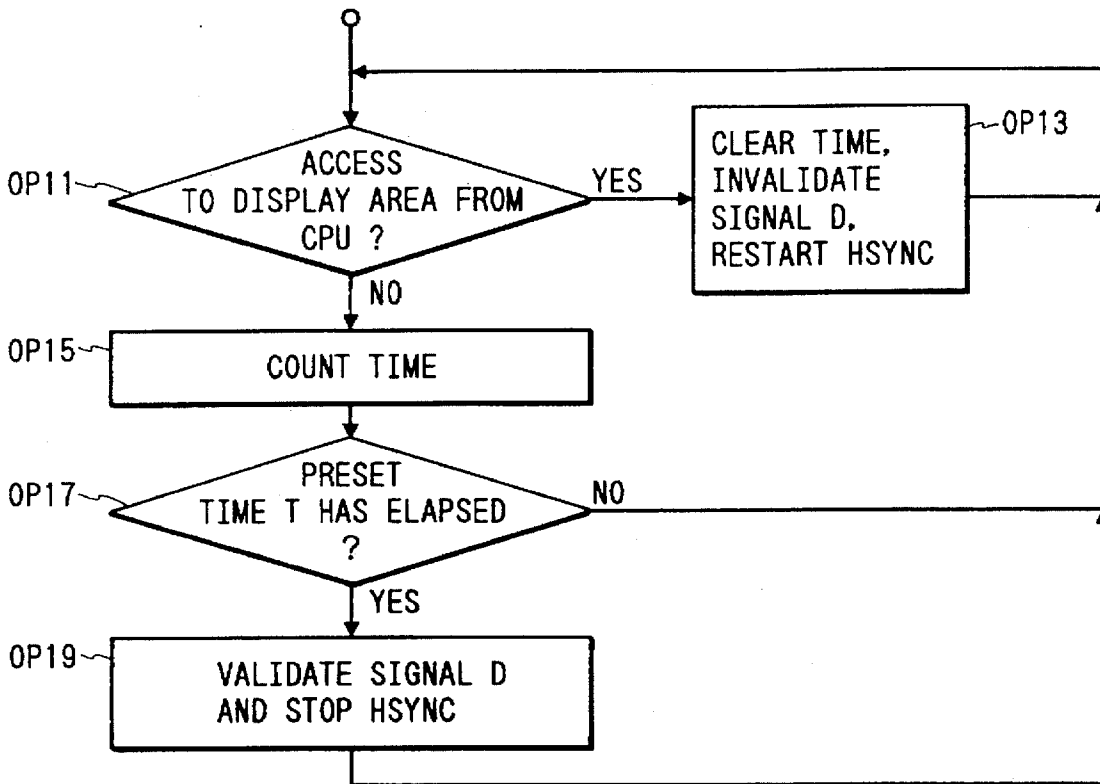 OP11
ACCESS
TO DISPLAY AREA FROM
CPU ?
YES
CLEAR TIME,
INVALIDATE
SIGNAL D,
RESTART HSYNC
OP13
NO
OP15
COUNT TIME
OP17
PRESET
TIME T HAS ELAPSED
?
NO
YES
OP19
VALIDATE SIGNAL D
AND STOP HSYNC